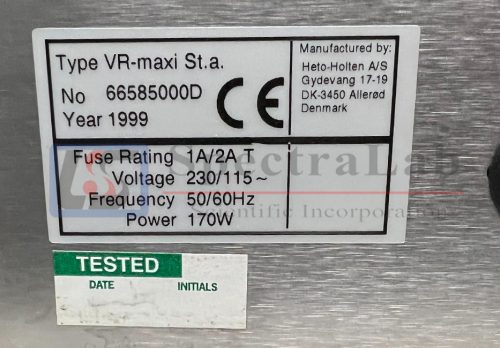 Type VR-maxi St.a.
No 66585000D
Year 1999
CE
Manufactured by:
Heto-Holten A/S
Gydevang 17-19
DK-3450 Allerød
Denmark
Fuse Rating 1A/2A T
Voltage 230/115~
Frequency 50/60Hz
Power 170W
SpectraLab
Scientific Incorporation
TESTED
DATE INITIALS